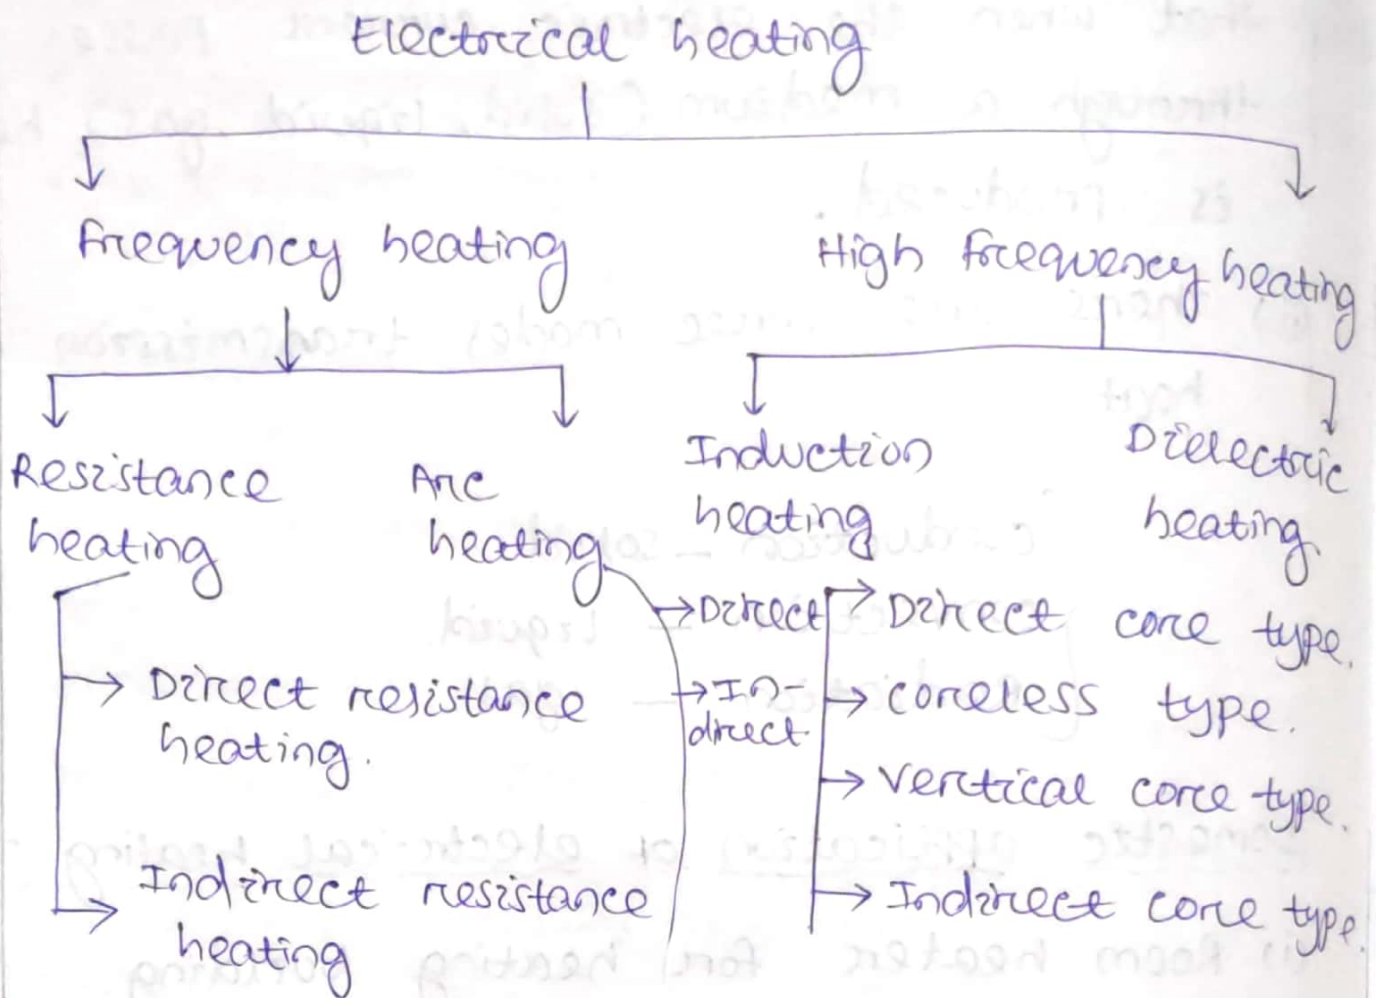 Electrical heating
Frequency heating
High frequency heating
Resistance
heating
Arc
heating
Induction
heating
Dielectric
heating
Direct
In-
direct
Direct resistance
heating.
Indirect resistance
heating
Direct core type.
coreless type.
Vertical core type.
Indirect core type.